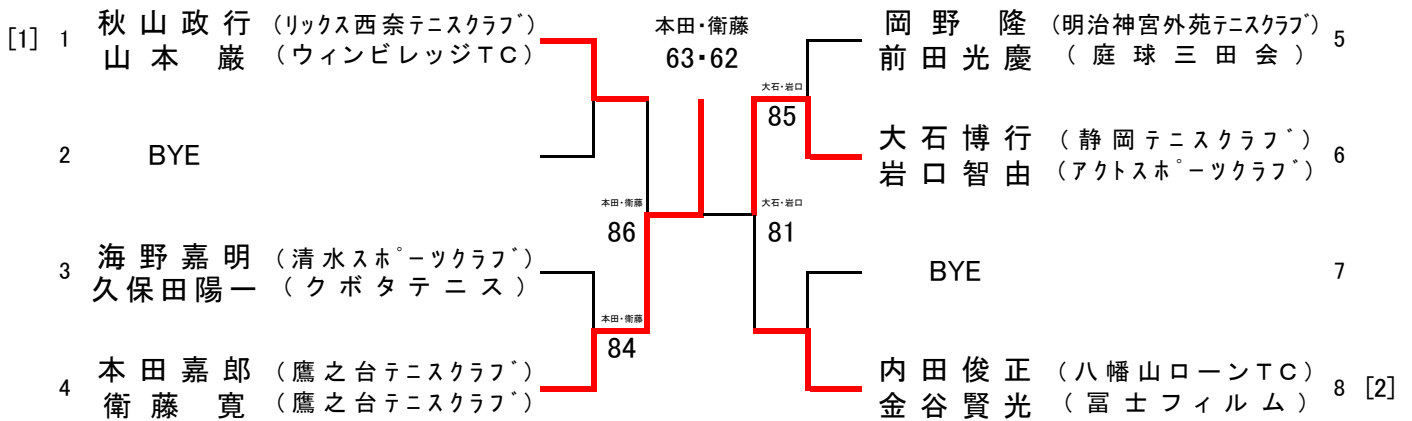 [1] 1 秋山政行 (リックス西奈テニスクラブ)
山本 巌 (ウィンビレッジTC)
2 BYE
3 海野嘉明 (清水スポーツクラブ)
久保田陽一 (クボタテニス)
4 本田嘉郎 (鷹之台テニスクラブ)
衛藤 寛 (鷹之台テニスクラブ)
本田・衛藤
86
本田・衛藤
84
本田・衛藤
63・62
大石・岩口
85
大石・岩口
81
岡野 隆 (明治神宮外苑テニスクラブ) 5
前田光慶 (庭球三田会)
大石博行 (静岡テニスクラブ) 6
岩口智由 (アクトスポーツクラブ)
BYE 7
内田俊正 (八幡山ローンTC) 8 [2]
金谷賢光 (冨士フィルム)